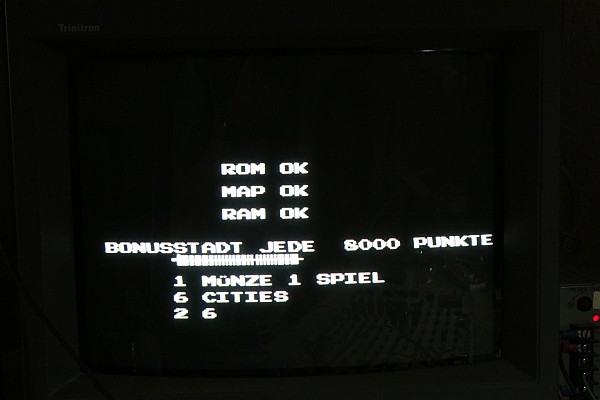 Trinitron
ROM OK
MAP OK
RAM OK
BONUSSTADT JEDE 8000 PUNKTE
1 MüNZE 1 SPIEL
6 CITIES
2 6